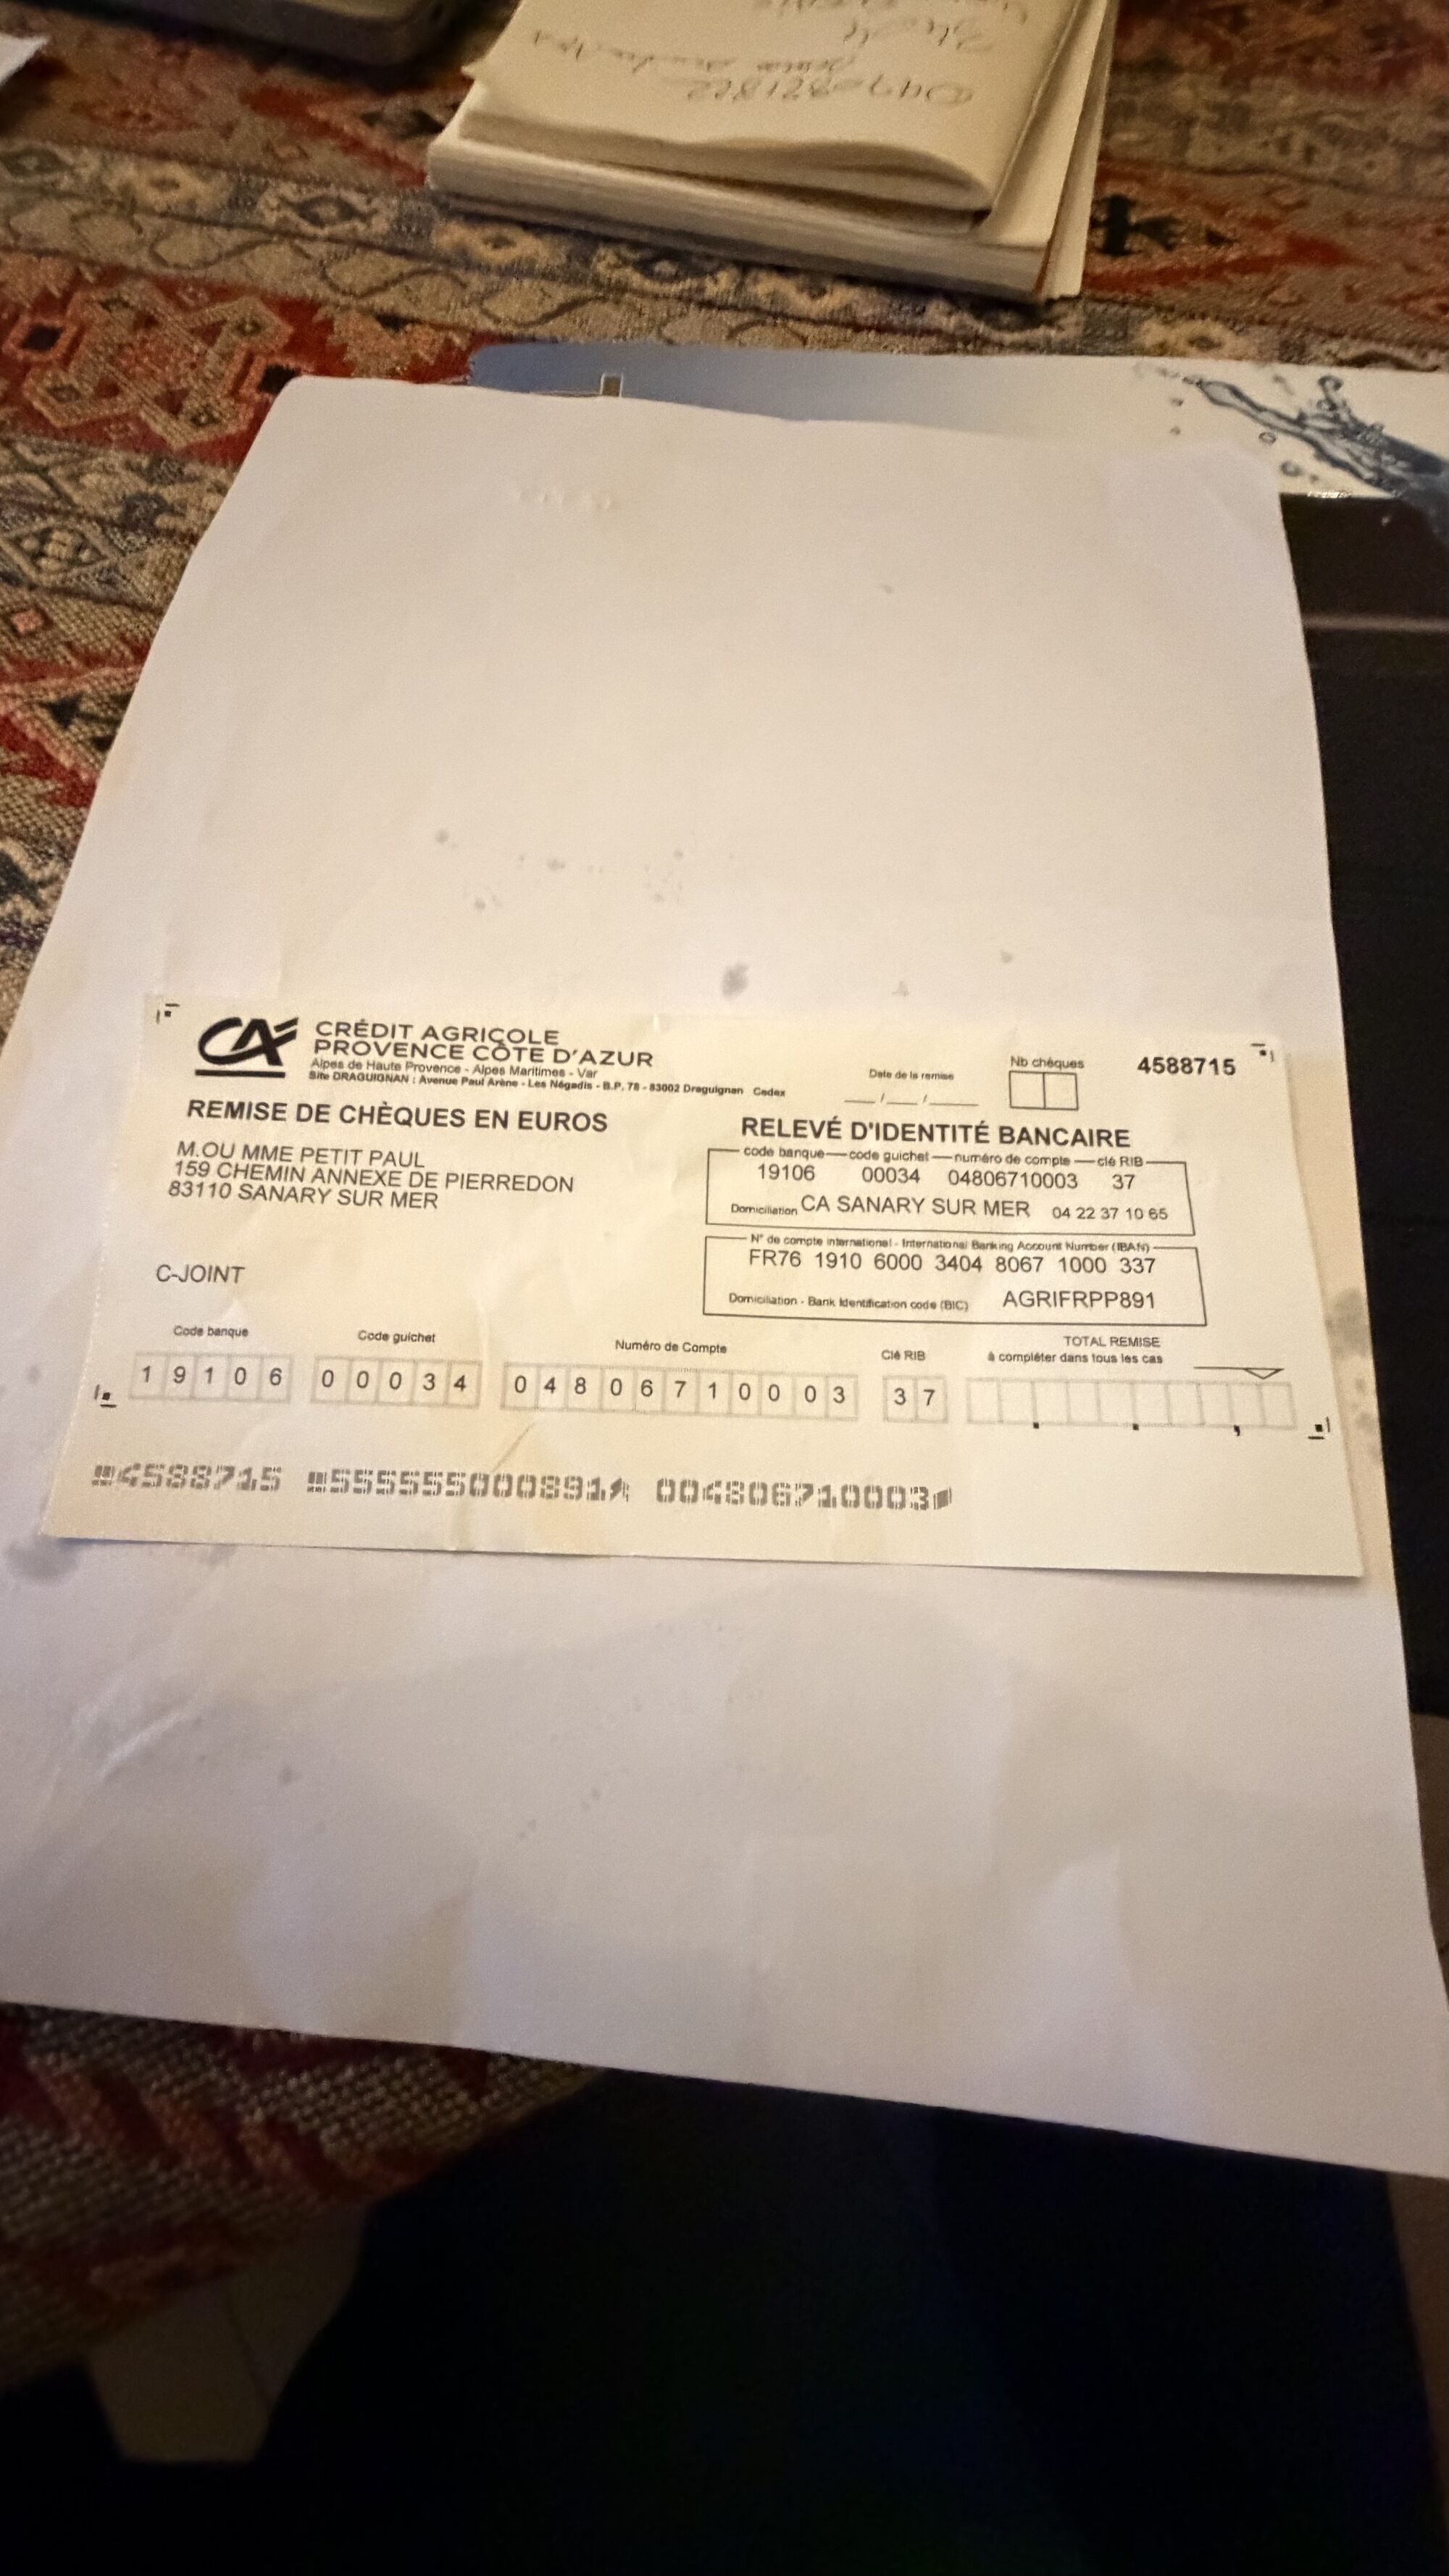 CA
CRÉDIT AGRICOLE
PROVENCE CÔTE D'AZUR
Alpes de Haute Provence - Alpes Maritimes - Var
Site DRAGUIGNAN : Avenue Paul Arène - Les Négadis - B.P. 78 - 83002 Draguignan Cedex
Date de la remise
__/__/____
Nb chèques
4588715
REMISE DE CHÈQUES EN EUROS
M.OU MME PETIT PAUL
159 CHEMIN ANNEXE DE PIERREDON
83110 SANARY SUR MER
C-JOINT
RELEVÉ D'IDENTITÉ BANCAIRE
code banque code guichet numéro de compte clé RIB
19106 00034 04806710003 37
Domiciliation CA SANARY SUR MER 04 22 37 10 65
N° de compte international - International Banking Account Number (IBAN)
FR76 1910 6000 3404 8067 1000 337
Domiciliation - Bank Identification code (BIC) AGRIFRPP891
Code banque Code guichet Numéro de Compte Clé RIB TOTAL REMISE
à compléter dans tous les cas
1 9 1 0 6 0 0 0 3 4 0 4 8 0 6 7 1 0 0 0 3 3 7
4588715 555555000891 004806710003